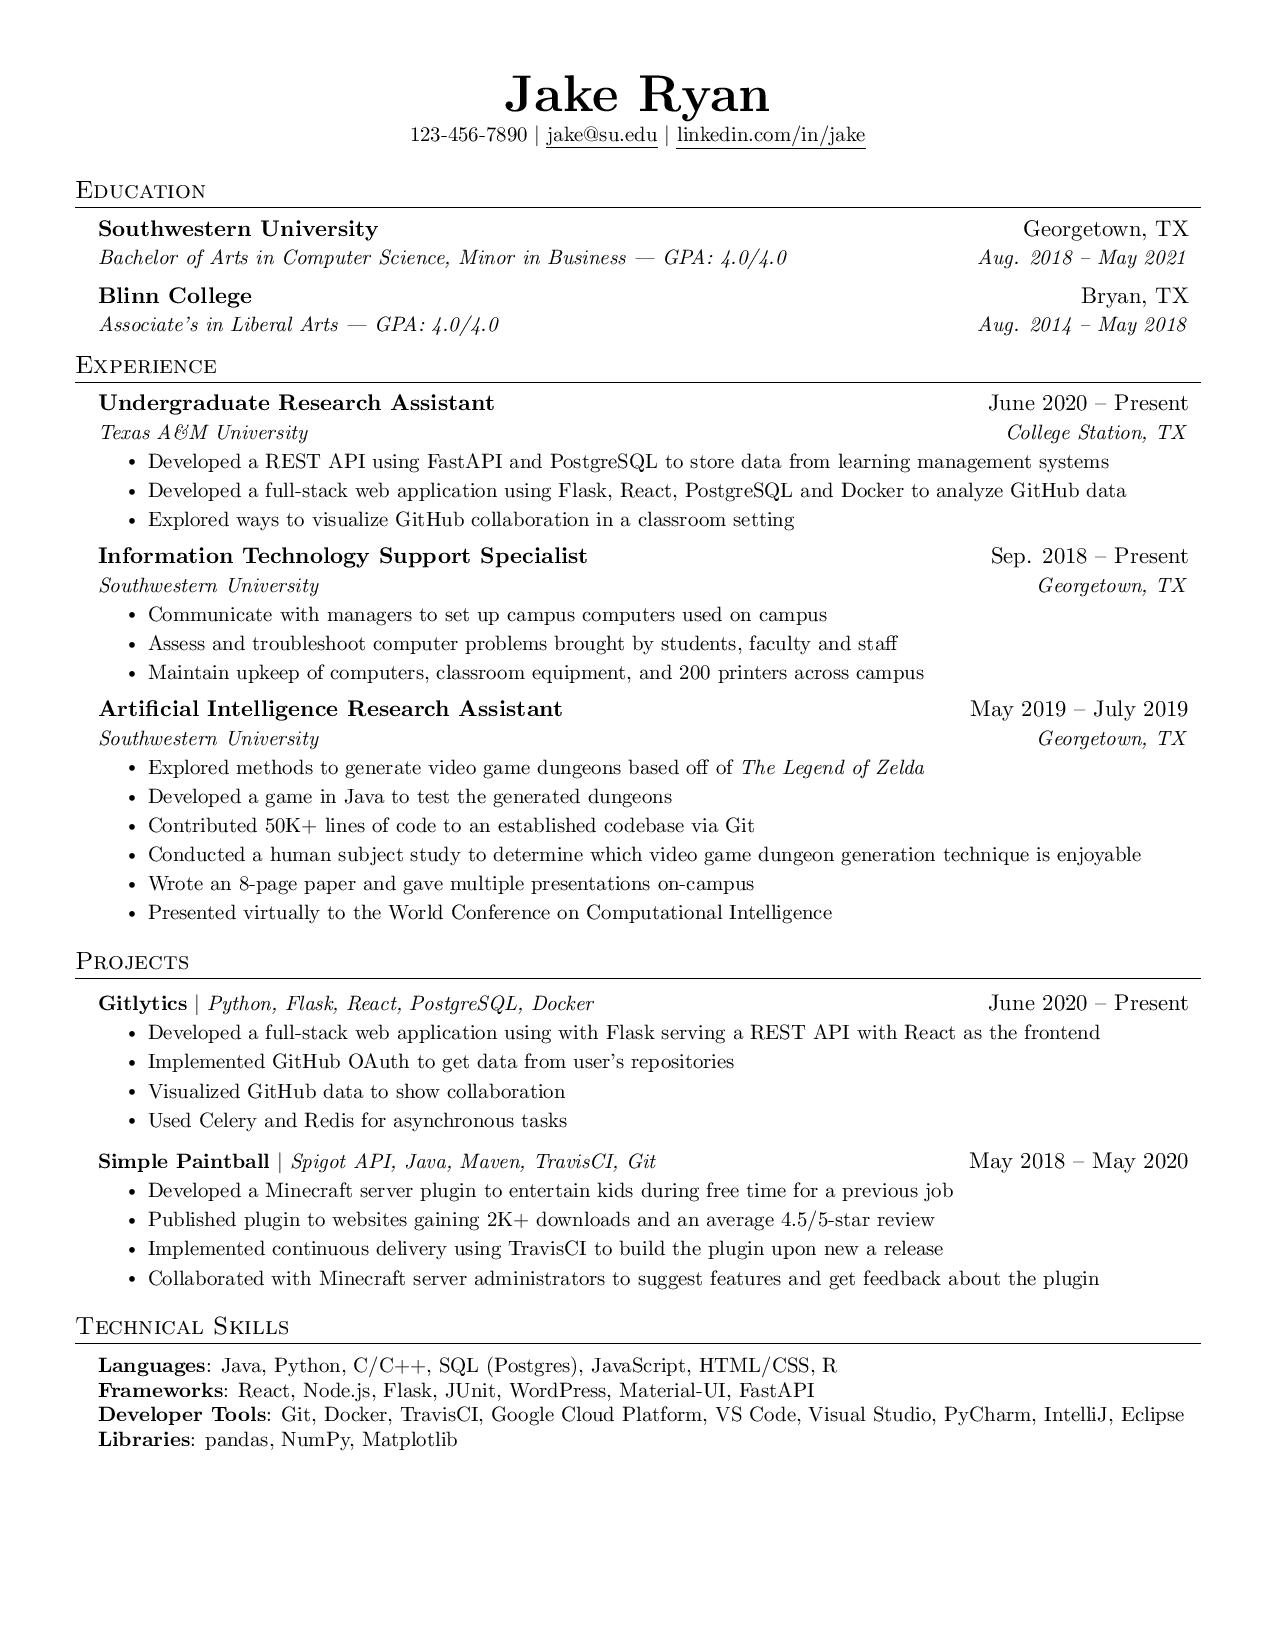 Jake Ryan
123-456-7890 | jake@su.edu | linkedin.com/in/jake
Education
Southwestern University Georgetown, TX
Bachelor of Arts in Computer Science, Minor in Business — GPA: 4.0/4.0 Aug. 2018 – May 2021
Blinn College Bryan, TX
Associate's in Liberal Arts — GPA: 4.0/4.0 Aug. 2014 – May 2018
Experience
Undergraduate Research Assistant June 2020 – Present
Texas A&M University College Station, TX
• Developed a REST API using FastAPI and PostgreSQL to store data from learning management systems
• Developed a full-stack web application using Flask, React, PostgreSQL and Docker to analyze GitHub data
• Explored ways to visualize GitHub collaboration in a classroom setting
Information Technology Support Specialist Sep. 2018 – Present
Southwestern University Georgetown, TX
• Communicate with managers to set up campus computers used on campus
• Assess and troubleshoot computer problems brought by students, faculty and staff
• Maintain upkeep of computers, classroom equipment, and 200 printers across campus
Artificial Intelligence Research Assistant May 2019 – July 2019
Southwestern University Georgetown, TX
• Explored methods to generate video game dungeons based off of The Legend of Zelda
• Developed a game in Java to test the generated dungeons
• Contributed 50K+ lines of code to an established codebase via Git
• Conducted a human subject study to determine which video game dungeon generation technique is enjoyable
• Wrote an 8-page paper and gave multiple presentations on-campus
• Presented virtually to the World Conference on Computational Intelligence
Projects
Gitlytics | Python, Flask, React, PostgreSQL, Docker June 2020 – Present
• Developed a full-stack web application using with Flask serving a REST API with React as the frontend
• Implemented GitHub OAuth to get data from user's repositories
• Visualized GitHub data to show collaboration
• Used Celery and Redis for asynchronous tasks
Simple Paintball | Spigot API, Java, Maven, TravisCI, Git May 2018 – May 2020
• Developed a Minecraft server plugin to entertain kids during free time for a previous job
• Published plugin to websites gaining 2K+ downloads and an average 4.5/5-star review
• Implemented continuous delivery using TravisCI to build the plugin upon new a release
• Collaborated with Minecraft server administrators to suggest features and get feedback about the plugin
Technical Skills
Languages: Java, Python, C/C++, SQL (Postgres), JavaScript, HTML/CSS, R
Frameworks: React, Node.js, Flask, JUnit, WordPress, Material-UI, FastAPI
Developer Tools: Git, Docker, TravisCI, Google Cloud Platform, VS Code, Visual Studio, PyCharm, IntelliJ, Eclipse
Libraries: pandas, NumPy, Matplotlib